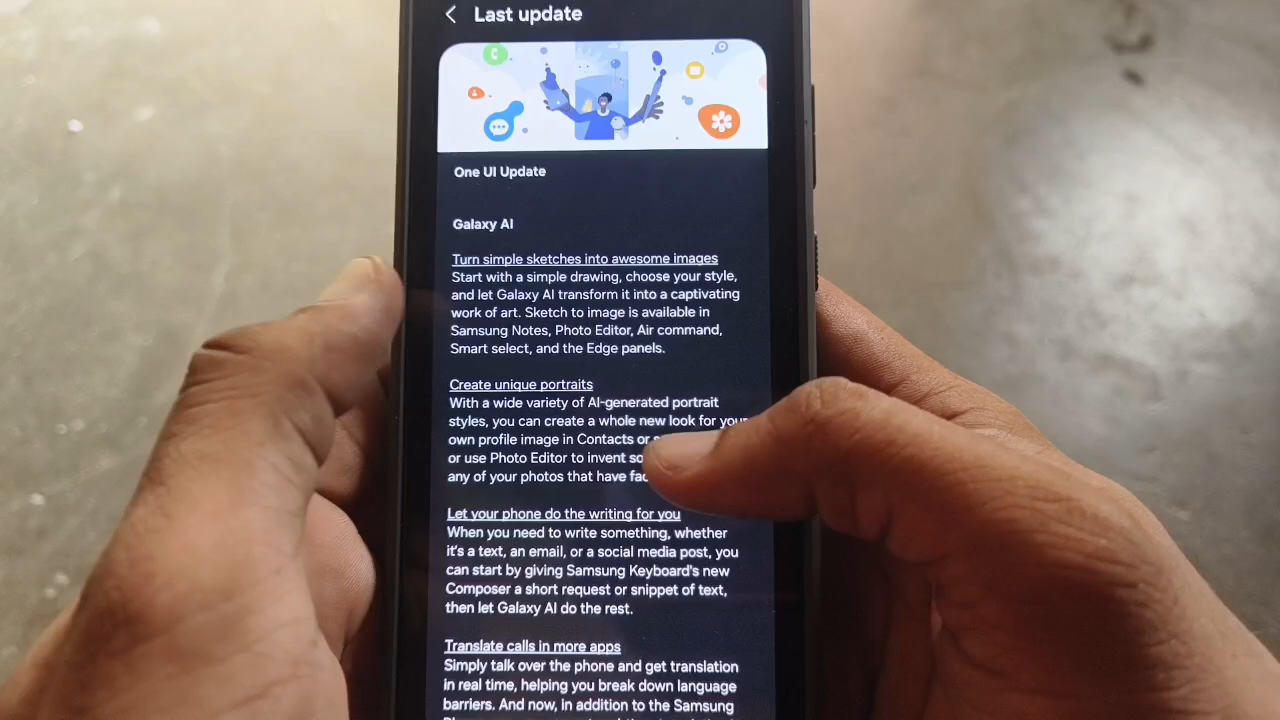 Last update
One UI Update
Galaxy AI
Turn simple sketches into awesome images
Start with a simple drawing, choose your style,
and let Galaxy AI transform it into a captivating
work of art. Sketch to image is available in
Samsung Notes, Photo Editor, Air command,
Smart select, and the Edge panels.
Create unique portraits
With a wide variety of AI-generated portrait
styles, you can create a whole new look for your
own profile image in Contacts or
or use Photo Editor to invent
any of your photos that have
Let your phone do the writing for you
When you need to write something, whether
it's a text, an email, or a social media post, you
can start by giving Samsung Keyboard's new
Composer a short request or snippet of text,
then let Galaxy AI do the rest.
Translate calls in more apps
Simply talk over the phone and get translation
in real time, helping you break down language
barriers. And now, in addition to the Samsung